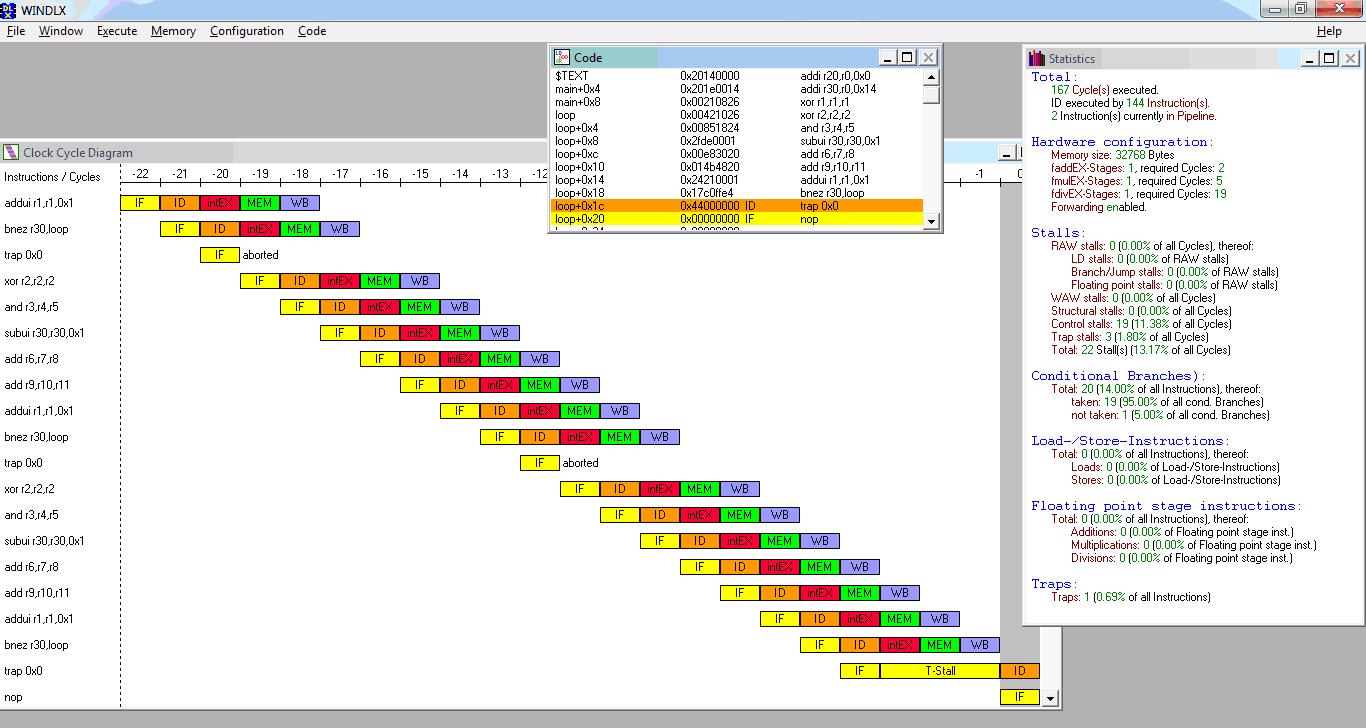 WINDLX
File Window Execute Memory Configuration Code Help
Code
$TEXT 0x20140000 addi r20,r0,0x0
main+0x4 0x201e0014 addi r30,r0,0x14
main+0x8 0x00210826 xor r1,r1,r1
loop 0x00421026 xor r2,r2,r2
loop+0x4 0x00851824 and r3,r4,r5
loop+0x8 0x2fde0001 subui r30,r30,0x1
loop+0xc 0x00e83020 add r6,r7,r8
loop+0x10 0x014b4820 add r9,r10,r11
loop+0x14 0x24210001 addui r1,r1,0x1
loop+0x18 0x17c0ffe4 bnez r30,loop
loop+0x1c 0x44000000 ID trap 0x0
loop+0x20 0x00000000 IF nop
Statistics
Total:
167 Cycle(s) executed.
ID executed by 144 Instruction(s).
2 Instruction(s) currently in Pipeline.
Hardware configuration:
Memory size: 32768 Bytes
faddEX-Stages: 1, required Cycles: 2
fmulEX-Stages: 1, required Cycles: 5
fdivEX-Stages: 1, required Cycles: 19
Forwarding enabled.
Stalls:
RAW stalls: 0 (0.00% of all Cycles), thereof:
LD stalls: 0 (0.00% of RAW stalls)
Branch/Jump stalls: 0 (0.00% of RAW stalls)
Floating point stalls: 0 (0.00% of RAW stalls)
WAW stalls: 0 (0.00% of all Cycles)
Structural stalls: 0 (0.00% of all Cycles)
Control stalls: 19 (11.38% of all Cycles)
Trap stalls: 3 (1.80% of all Cycles)
Total: 22 Stall(s) (13.17% of all Cycles)
Conditional Branches):
Total: 20 (14.00% of all Instructions), thereof:
taken: 19 (95.00% of all cond. Branches)
not taken: 1 (5.00% of all cond. Branches)
Load-/Store-Instructions:
Total: 0 (0.00% of all Instructions), thereof:
Loads: 0 (0.00% of Load-/Store-Instructions)
Stores: 0 (0.00% of Load-/Store-Instructions)
Floating point stage instructions:
Total: 0 (0.00% of all Instructions), thereof:
Additions: 0 (0.00% of Floating point stage inst.)
Multiplications: 0 (0.00% of Floating point stage inst.)
Divisions: 0 (0.00% of Floating point stage inst.)
Traps:
Traps: 1 (0.69% of all Instructions)
Clock Cycle Diagram
Instructions / Cycles -22 -21 -20 -19 -18 -17 -16 -15 -14 -13 -12 -1 0
addui r1,r1,0x1 IF ID intEX MEM WB
bnez r30,loop IF ID intEX MEM WB
trap 0x0 IF aborted
xor r2,r2,r2 IF ID intEX MEM WB
and r3,r4,r5 IF ID intEX MEM WB
subui r30,r30,0x1 IF ID intEX MEM WB
add r6,r7,r8 IF ID intEX MEM WB
add r9,r10,r11 IF ID intEX MEM WB
addui r1,r1,0x1 IF ID intEX MEM WB
bnez r30,loop IF ID intEX MEM WB
trap 0x0 IF aborted
xor r2,r2,r2 IF ID intEX MEM WB
and r3,r4,r5 IF ID intEX MEM WB
subui r30,r30,0x1 IF ID intEX MEM WB
add r6,r7,r8 IF ID intEX MEM WB
add r9,r10,r11 IF ID intEX MEM WB
addui r1,r1,0x1 IF ID intEX MEM WB
bnez r30,loop IF ID intEX MEM WB
trap 0x0 IF T-Stall ID
nop IF